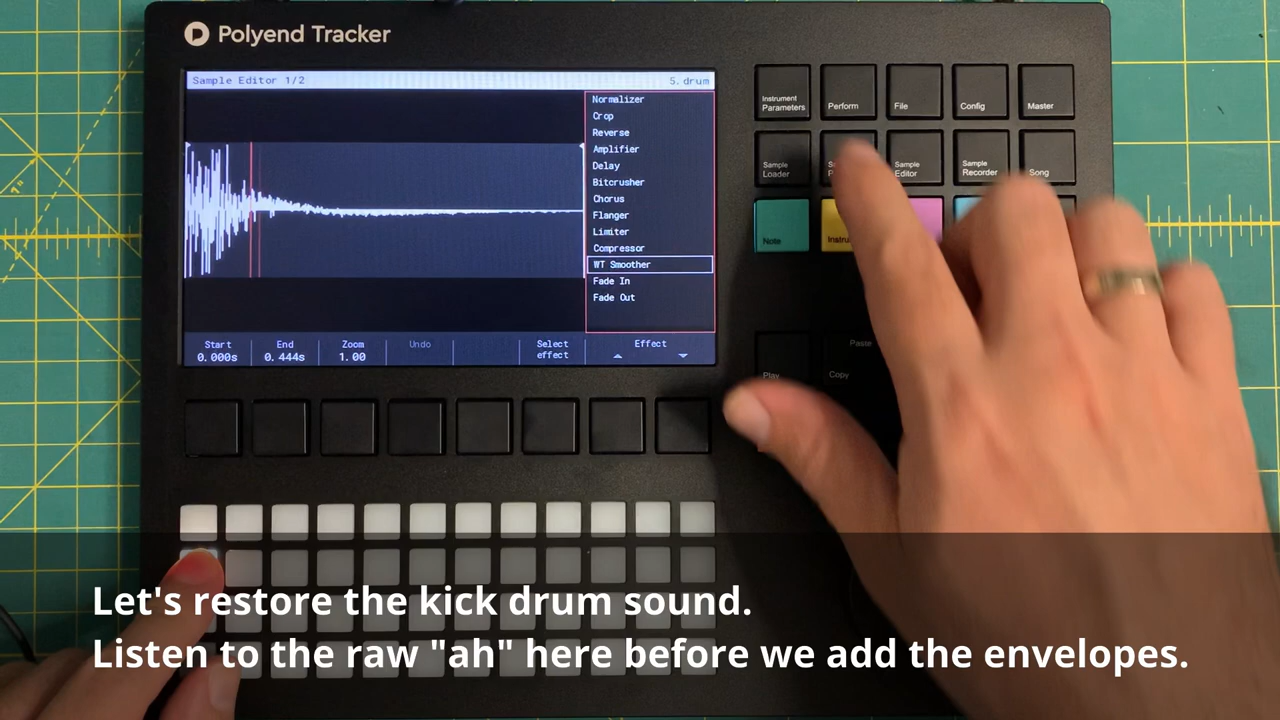 Polyend Tracker
Sample Editor 1/2
5.drum
Normalizer
Crop
Reverse
Amplifier
Delay
Bitcrusher
Chorus
Flanger
Limiter
Compressor
WT Smoother
Fade In
Fade Out
Start
0.000s
End
0.444s
Zoom
1.00
Undo
Select
effect
Effect
Instrument
Parameters
Perform
File
Config
Master
Sample
Loader
Sample
Editor
Sample
Recorder
Song
Note
Paste
Play
Copy
Let's restore the kick drum sound.
Listen to the raw "ah" here before we add the envelopes.